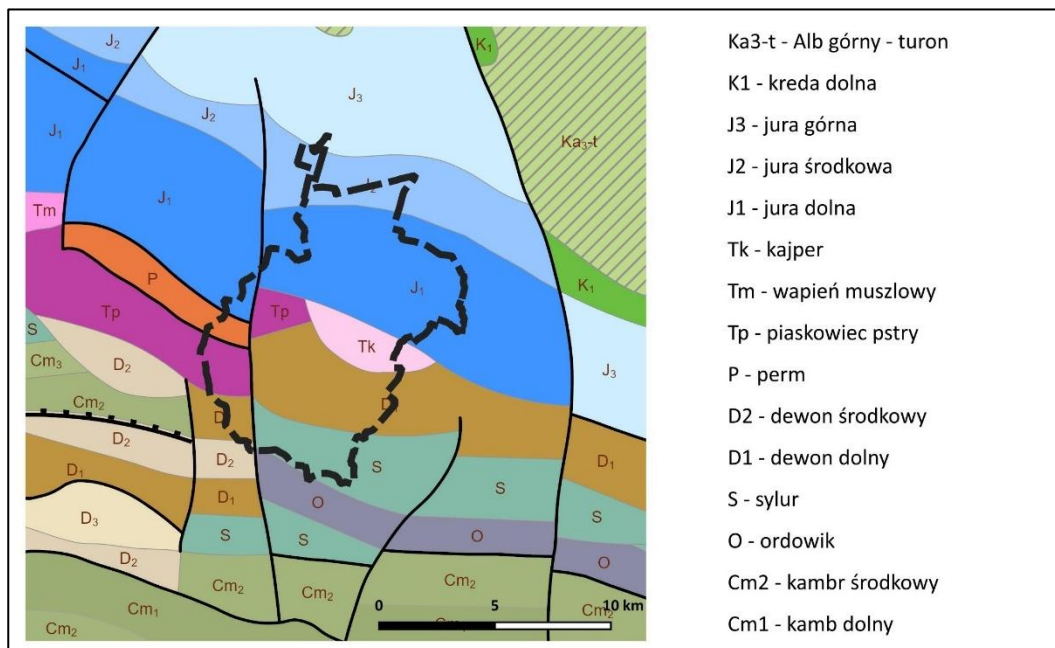 J₂
J₁
J₂
J₃
K₁
Ka₃-t
J₁
J₁
J₂
Tm
K₁
P
J₁
Tp
Tp
Tk
J₃
S
Cm₃
D₂
Cm₂
D₂
D₂
S
D₁
D₁
D₁
S
S
O
D₃
S
S
O
O
D₂
Cm₂
Cm₂
Cm₂
Cm₂
Cm₁
Cm₂
0 5 10 km
Ka3-t - Alb górny - turon
K1 - kreda dolna
J3 - jura górna
J2 - jura środkowa
J1 - jura dolna
Tk - kajper
Tm - wapień muszlowy
Tp - piaskowiec pstry
P - perm
D2 - dewon środkowy
D1 - dewon dolny
S - sylur
O - ordowik
Cm2 - kambr środkowy
Cm1 - kamb dolny